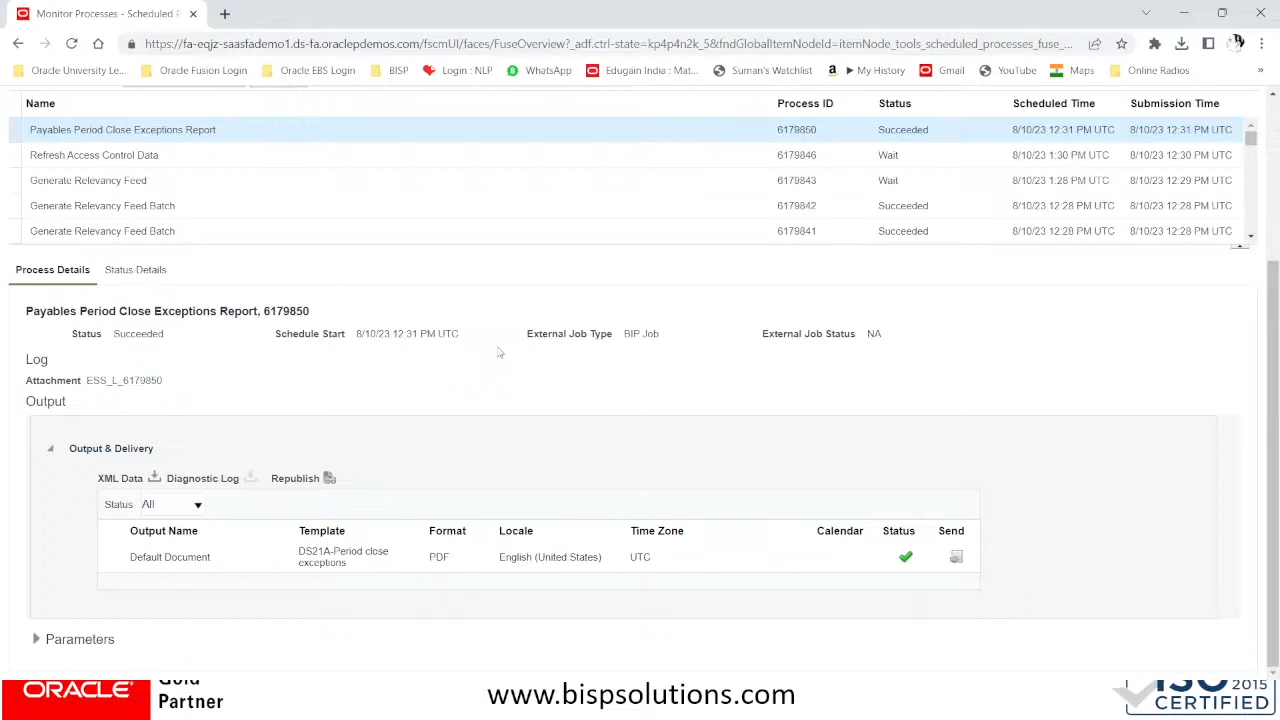 Monitor Processes - Scheduled P
https://fa-eqjz-saasfademo1.ds-fa.oraclepdemos.com/fscmUI/faces/FuseOverview?_adf.ctrl-state=kp4p4n2k_58&fndGlobalItemNodeId=itemNode_tools_scheduled_processes_fuse_...
Oracle University Le... Oracle Fusion Login Oracle EBS Login BISP Login : NLP WhatsApp Edugain India : Mat... Suman's Watchlist a My History Gmail YouTube Maps Online Radios »
Name Process ID Status Scheduled Time Submission Time
Payables Period Close Exceptions Report 6179850 Succeeded 8/10/23 12:31 PM UTC 8/10/23 12:31 PM UTC
Refresh Access Control Data 6179846 Wait 8/10/23 1:30 PM UTC 8/10/23 12:30 PM UTC
Generate Relevancy Feed 6179843 Wait 8/10/23 1:28 PM UTC 8/10/23 12:29 PM UTC
Generate Relevancy Feed Batch 6179842 Succeeded 8/10/23 12:28 PM UTC 8/10/23 12:28 PM UTC
Generate Relevancy Feed Batch 6179841 Succeeded 8/10/23 12:28 PM UTC 8/10/23 12:28 PM UTC
Process Details Status Details
Payables Period Close Exceptions Report, 6179850
Status Succeeded Schedule Start 8/10/23 12:31 PM UTC External Job Type BIP Job External Job Status NA
Log
Attachment ESS_L_6179850
Output
Output & Delivery
XML Data Diagnostic Log Republish
Status All
Output Name Template Format Locale Time Zone Calendar Status Send
Default Document DS21A-Period close exceptions PDF English (United States) UTC
Parameters
ORACLE Gold
Partner
www.bispsolutions.com
ISO 2015
CERTIFIED